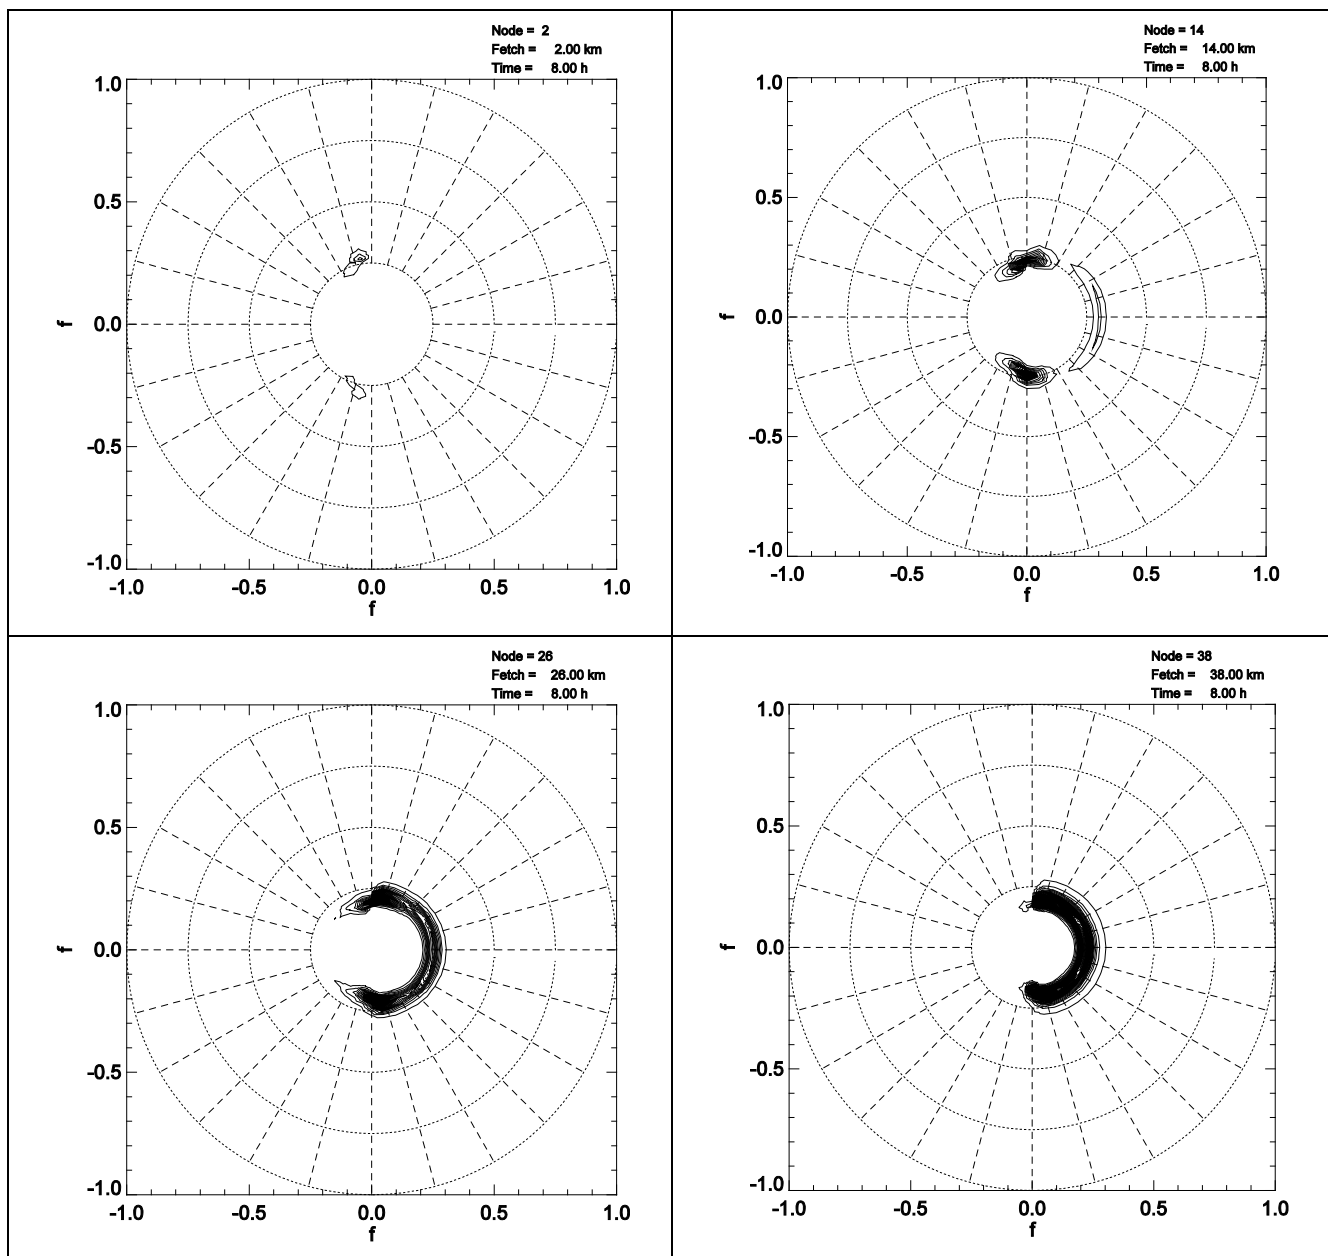 Node = 2
Fetch = 2.00 km
Time = 8.00 h
1.0
0.5
0.0
-0.5
-1.0
f
-1.0 -0.5 0.0 0.5 1.0
f
Node = 14
Fetch = 14.00 km
Time = 8.00 h
1.0
0.5
0.0
-0.5
-1.0
f
-1.0 -0.5 0.0 0.5 1.0
f
Node = 26
Fetch = 26.00 km
Time = 8.00 h
1.0
0.5
0.0
-0.5
-1.0
f
-1.0 -0.5 0.0 0.5 1.0
f
Node = 38
Fetch = 38.00 km
Time = 8.00 h
1.0
0.5
0.0
-0.5
-1.0
f
-1.0 -0.5 0.0 0.5 1.0
f